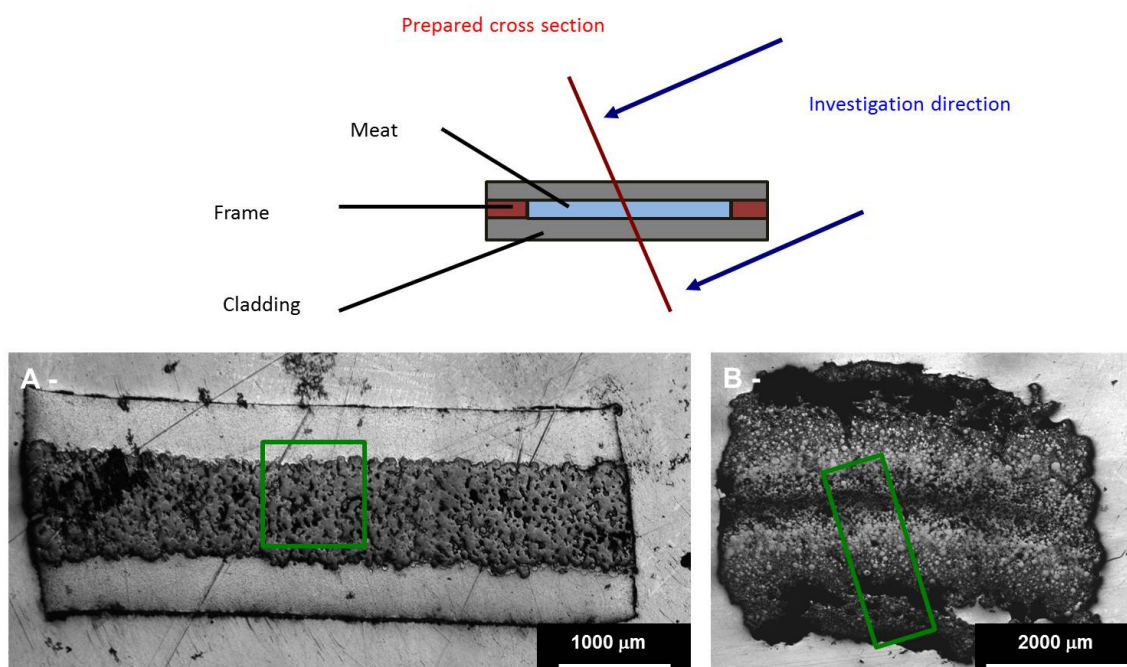 Prepared cross section
Investigation direction
Meat
Frame
Cladding
A -
B -
1000 µm
2000 µm